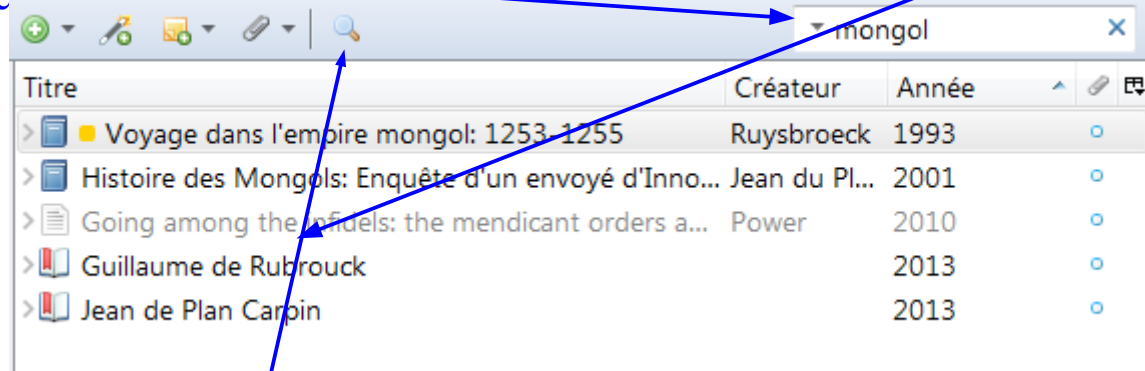 mongol
Titre Créateur Année
Voyage dans l'empire mongol: 1253-1255 Ruysbroeck 1993
Histoire des Mongols: Enquête d'un envoyé d'Inno... Jean du Pl... 2001
Going among the infidels: the mendicant orders a... Power 2010
Guillaume de Rubrouck 2013
Jean de Plan Carpin 2013